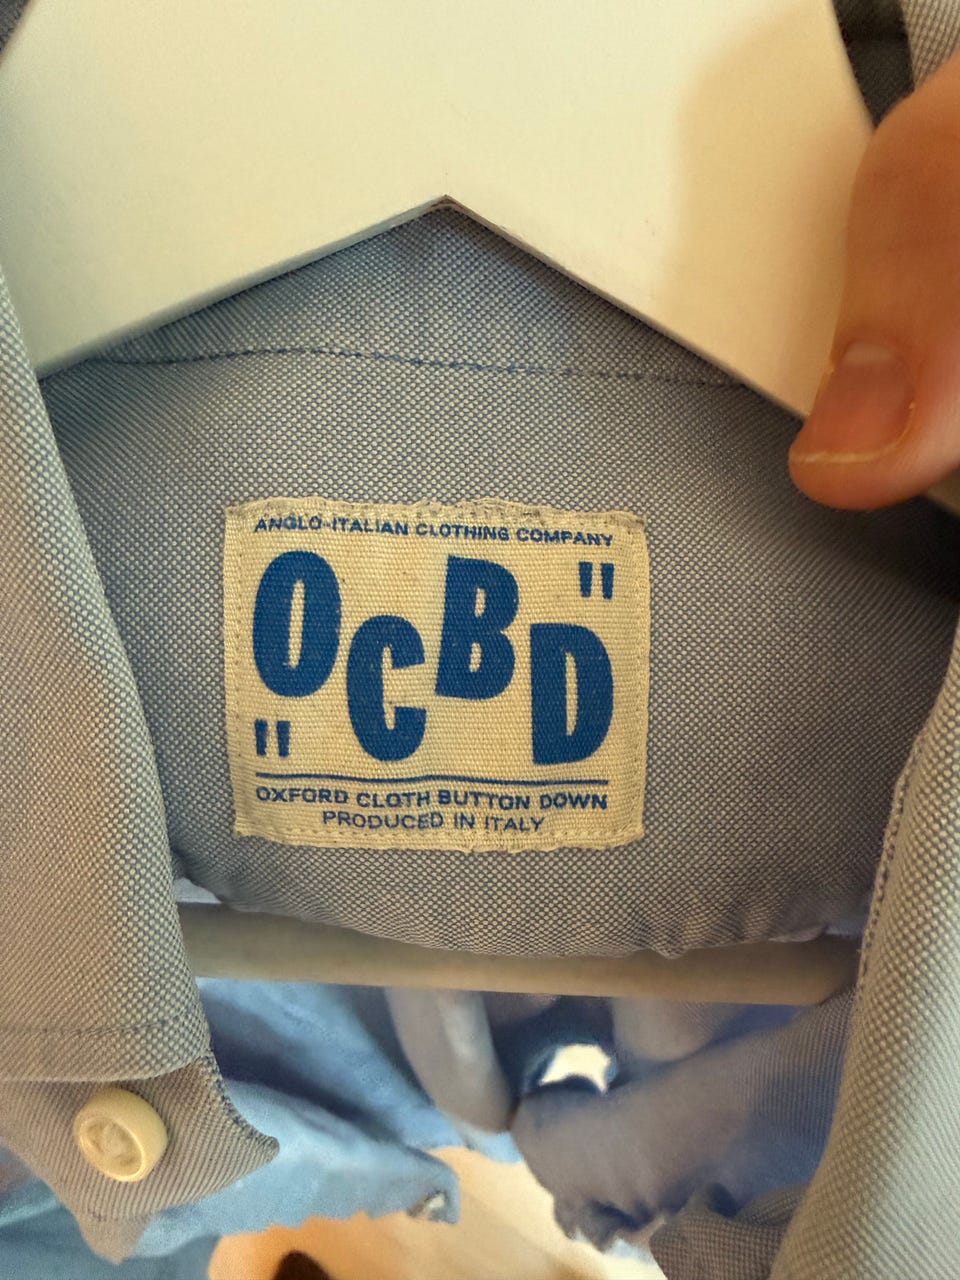 ANGLO-ITALIAN CLOTHING COMPANY
"OCBD"
OXFORD CLOTH BUTTON DOWN
PRODUCED IN ITALY